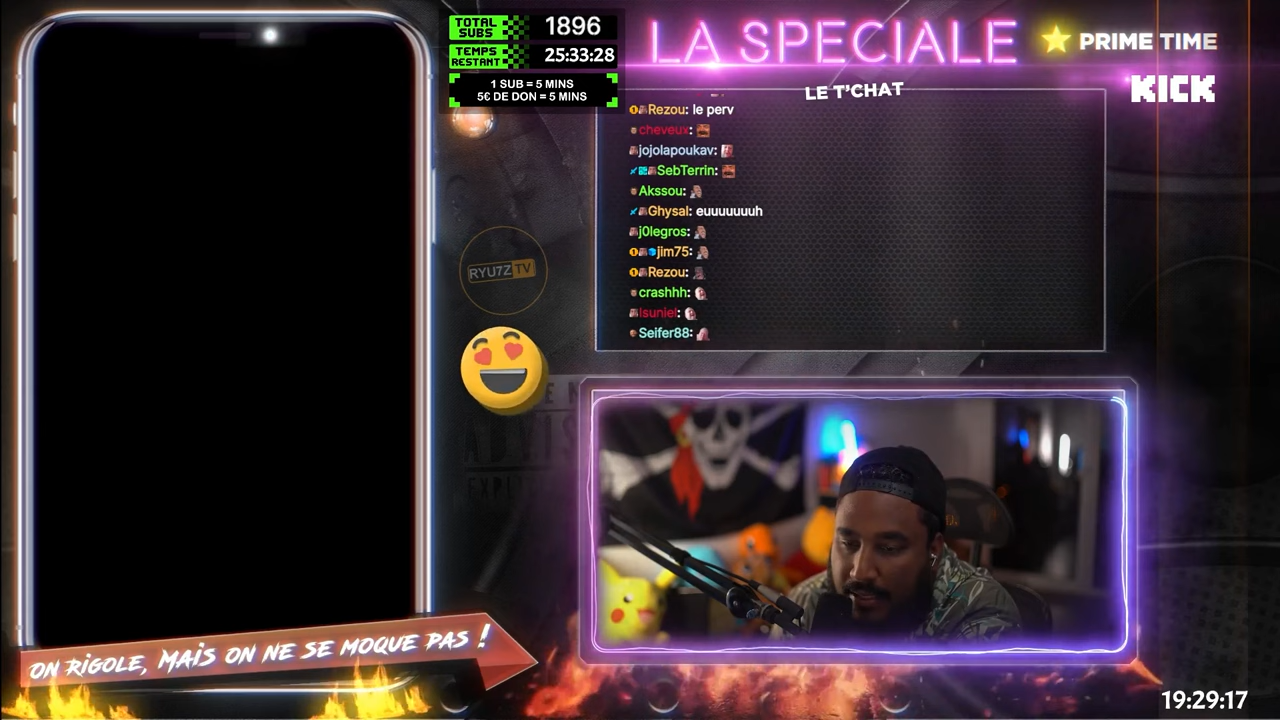 TOTAL SUBS 1896
TEMPS RESTANT 25:33:28
1 SUB = 5 MINS
5€ DE DON = 5 MINS
LA SPECIALE
PRIME TIME
KICK
LE T'CHAT
Rezou: le perv
cheveux:
jojolapoukav:
SebTerrin:
Akssou:
Ghysal: euuuuuuuh
j0legros:
jim75:
Rezou:
crashhh:
Isuniel:
Seifer88:
RYU7Z TV
ON RIGOLE, MAIS ON NE SE MOQUE PAS !
19:29:17